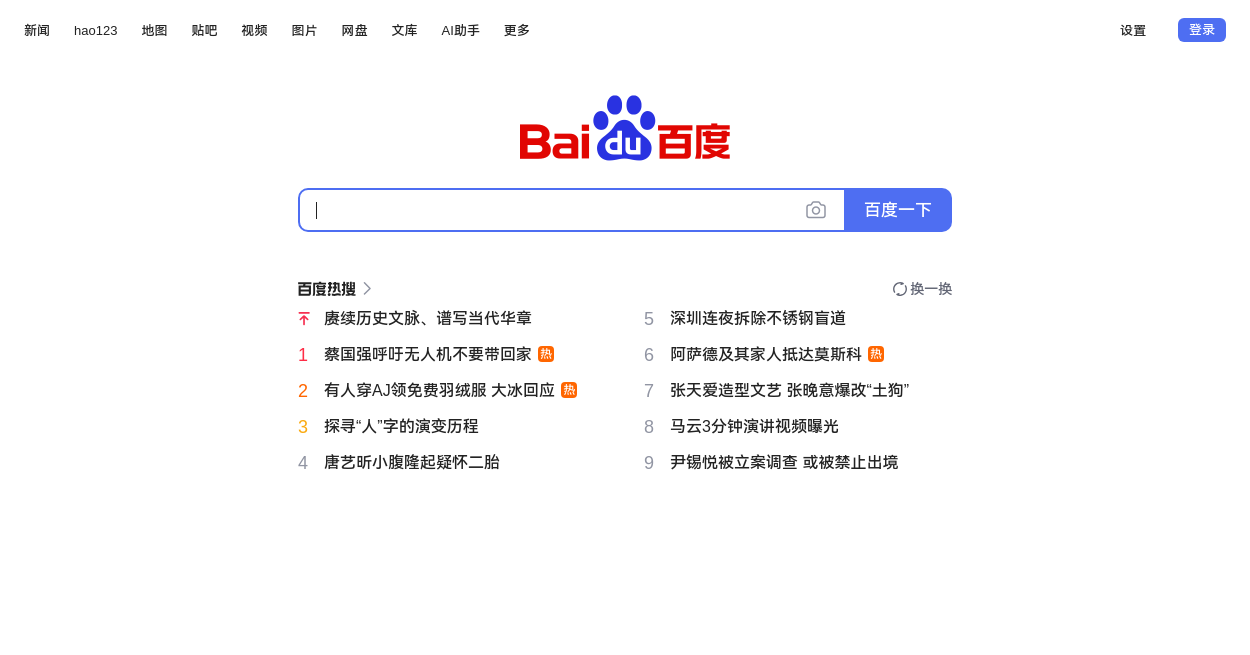 新闻 hao123 地图 贴吧 视频 图片 网盘 文库 AI助手 更多 设置 登录
Bai du 百度
百度一下
百度热搜 换一换
赓续历史文脉、谱写当代华章
1 蔡国强呼吁无人机不要带回家 热
2 有人穿AJ领免费羽绒服 大冰回应 热
3 探寻“人”字的演变历程
4 唐艺昕小腹隆起疑怀二胎
5 深圳连夜拆除不锈钢盲道
6 阿萨德及其家人抵达莫斯科 热
7 张天爱造型文艺 张晚意爆改“土狗”
8 马云3分钟演讲视频曝光
9 尹锡悦被立案调查 或被禁止出境